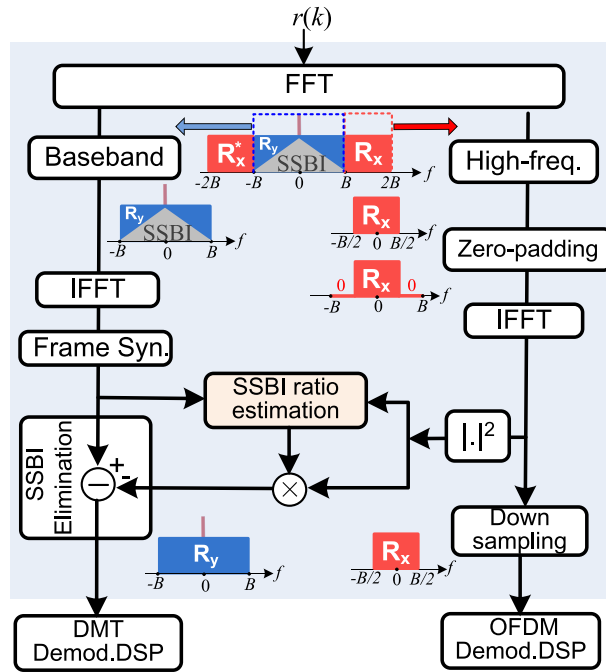 r(k)
FFT
Baseband
R*x
Ry
SSBI
Rx
-2B
-B
0
B
2B
f
High-freq.
Ry
SSBI
-B
0
B
f
Rx
-B/2
0
B/2
f
Zero-padding
0
Rx
0
-B
0
B
f
IFFT
IFFT
Frame Syn.
SSBI ratio
estimation
|.|²
SSBI
Elimination
+
-
−
×
Down
sampling
Ry
-B
0
B
f
Rx
-B/2
0
B/2
f
DMT
Demod.DSP
OFDM
Demod.DSP